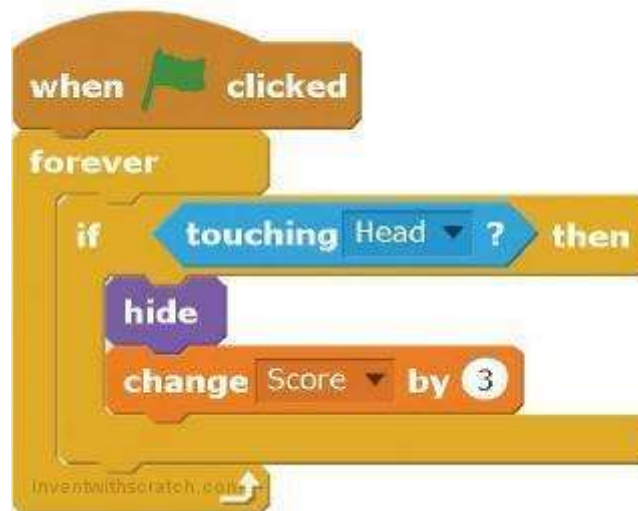 when clicked
forever
if touching Head ? then
hide
change Score by 3
inventwithscratch.com